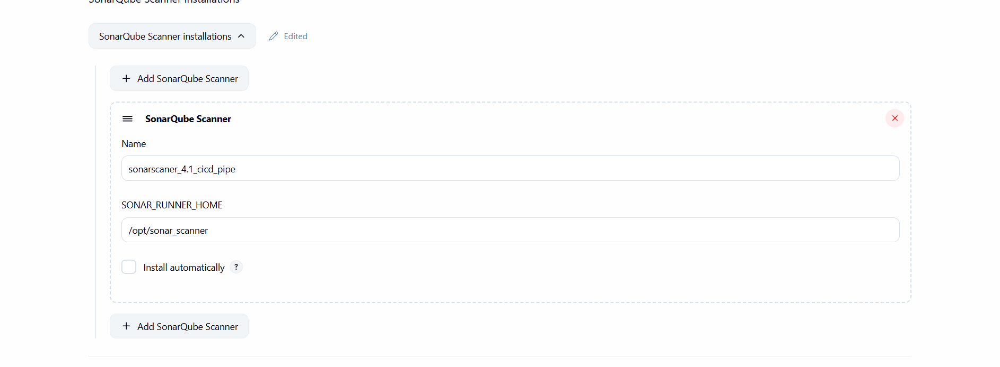 SonarQube Scanner installations
SonarQube Scanner installations
Edited
Add SonarQube Scanner
SonarQube Scanner
Name
sonarscaner_4.1_cicd_pipe
SONAR_RUNNER_HOME
/opt/sonar_scanner
Install automatically ?
Add SonarQube Scanner